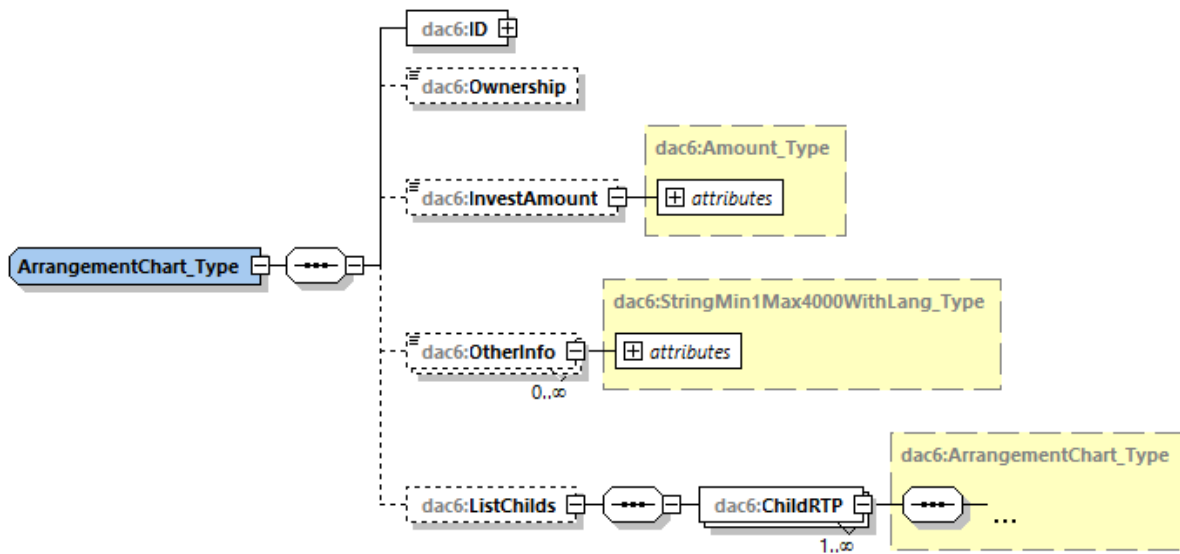 dac6:ID
dac6:Ownership
dac6:Amount_Type
dac6:InvestAmount
attributes
ArrangementChart_Type
dac6:StringMin1Max4000WithLang_Type
dac6:OtherInfo
attributes
0..∞
dac6:ArrangementChart_Type
dac6:ListChilds
dac6:ChildRTP
...
1..∞